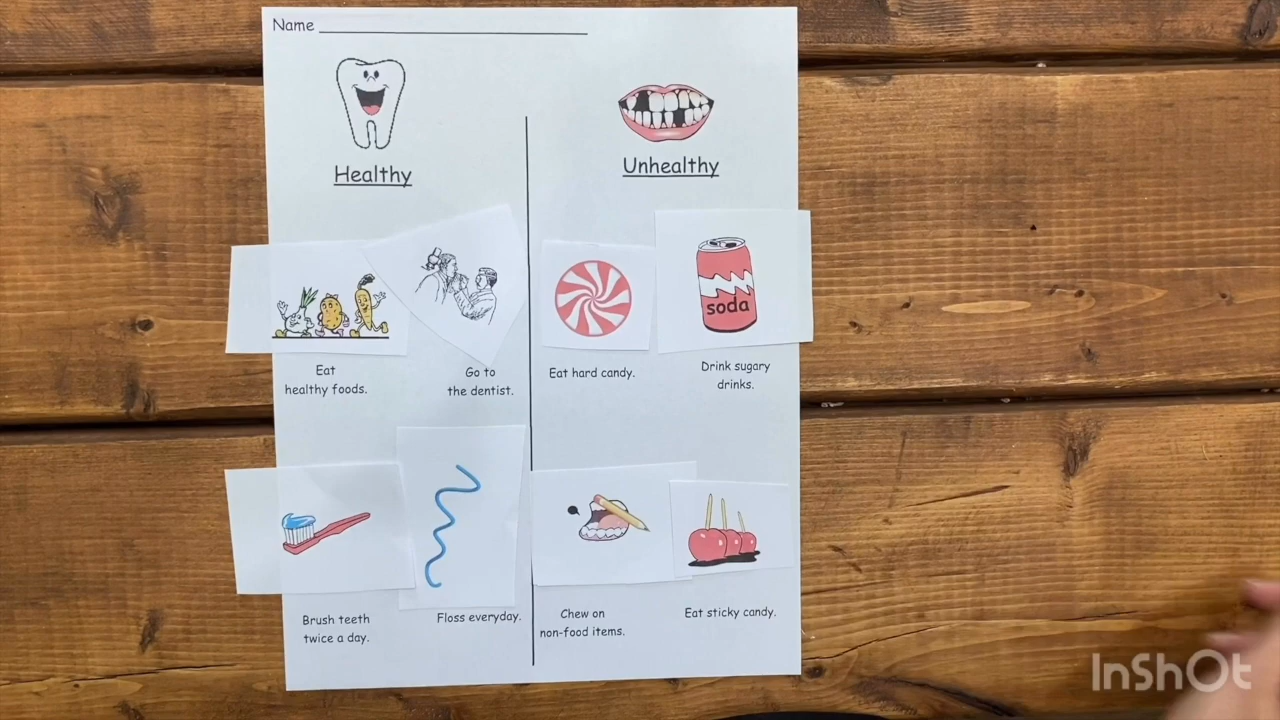 Name
Healthy
Unhealthy
soda
Eat
healthy foods.
Go to
the dentist.
Eat hard candy.
Drink sugary
drinks.
Brush teeth
twice a day.
Floss everyday.
Chew on
non-food items.
Eat sticky candy.
InShOt